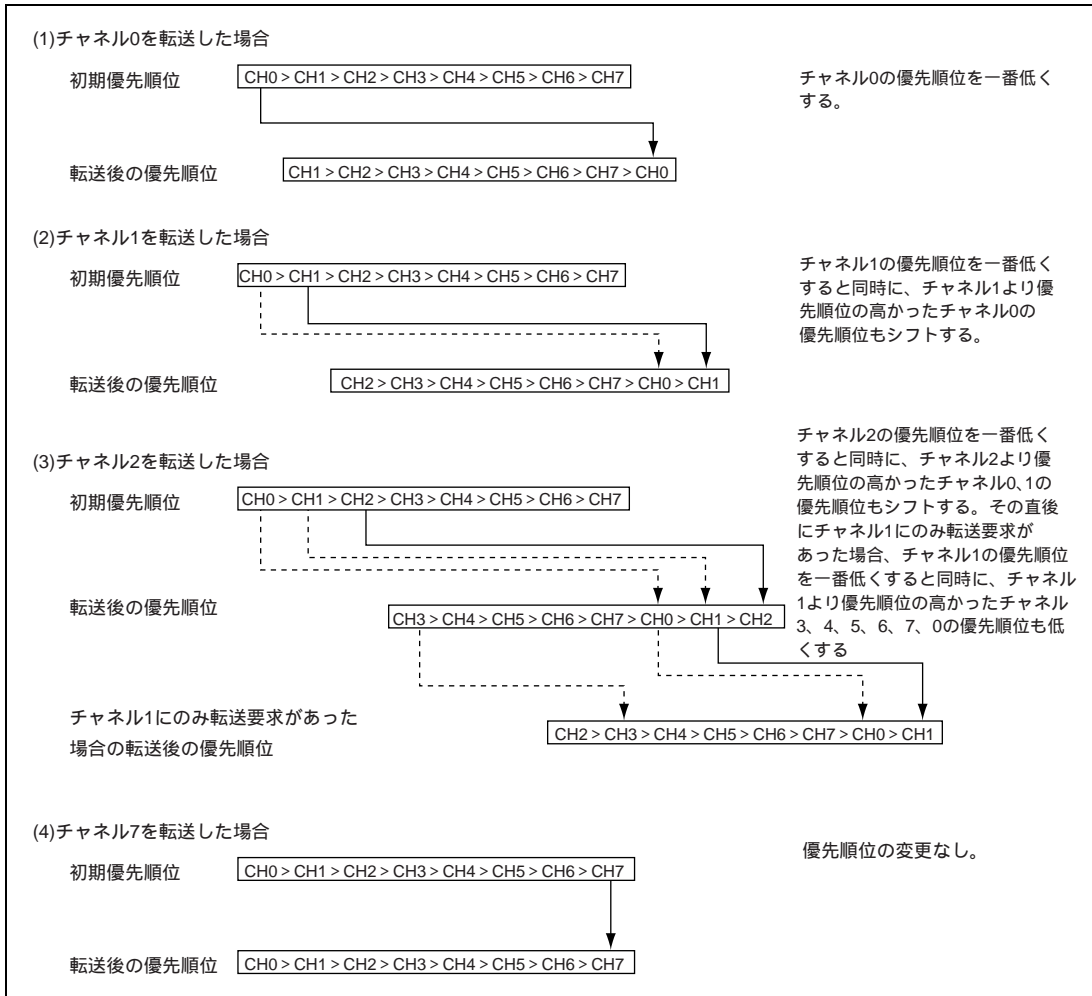 (1)チャネル0を転送した場合
初期優先順位
CH0 > CH1 > CH2 > CH3 > CH4 > CH5 > CH6 > CH7
チャネル0の優先順位を一番低く
する。
転送後の優先順位
CH1 > CH2 > CH3 > CH4 > CH5 > CH6 > CH7 > CH0
(2)チャネル1を転送した場合
初期優先順位
CH0 > CH1 > CH2 > CH3 > CH4 > CH5 > CH6 > CH7
チャネル1の優先順位を一番低く
すると同時に、チャネル1より優
先順位の高かったチャネル0の
優先順位もシフトする。
転送後の優先順位
CH2 > CH3 > CH4 > CH5 > CH6 > CH7 > CH0 > CH1
(3)チャネル2を転送した場合
初期優先順位
CH0 > CH1 > CH2 > CH3 > CH4 > CH5 > CH6 > CH7
チャネル2の優先順位を一番低く
すると同時に、チャネル2より優
先順位の高かったチャネル0、1の
優先順位もシフトする。その直後
にチャネル1にのみ転送要求が
あった場合、チャネル1の優先順位
を一番低くすると同時に、チャネル
1より優先順位の高かったチャネル
3、4、5、6、7、0の優先順位も低
くする
転送後の優先順位
CH3 > CH4 > CH5 > CH6 > CH7 > CH0 > CH1 > CH2
チャネル1にのみ転送要求があった
場合の転送後の優先順位
CH2 > CH3 > CH4 > CH5 > CH6 > CH7 > CH0 > CH1
(4)チャネル7を転送した場合
初期優先順位
CH0 > CH1 > CH2 > CH3 > CH4 > CH5 > CH6 > CH7
優先順位の変更なし。
転送後の優先順位
CH0 > CH1 > CH2 > CH3 > CH4 > CH5 > CH6 > CH7